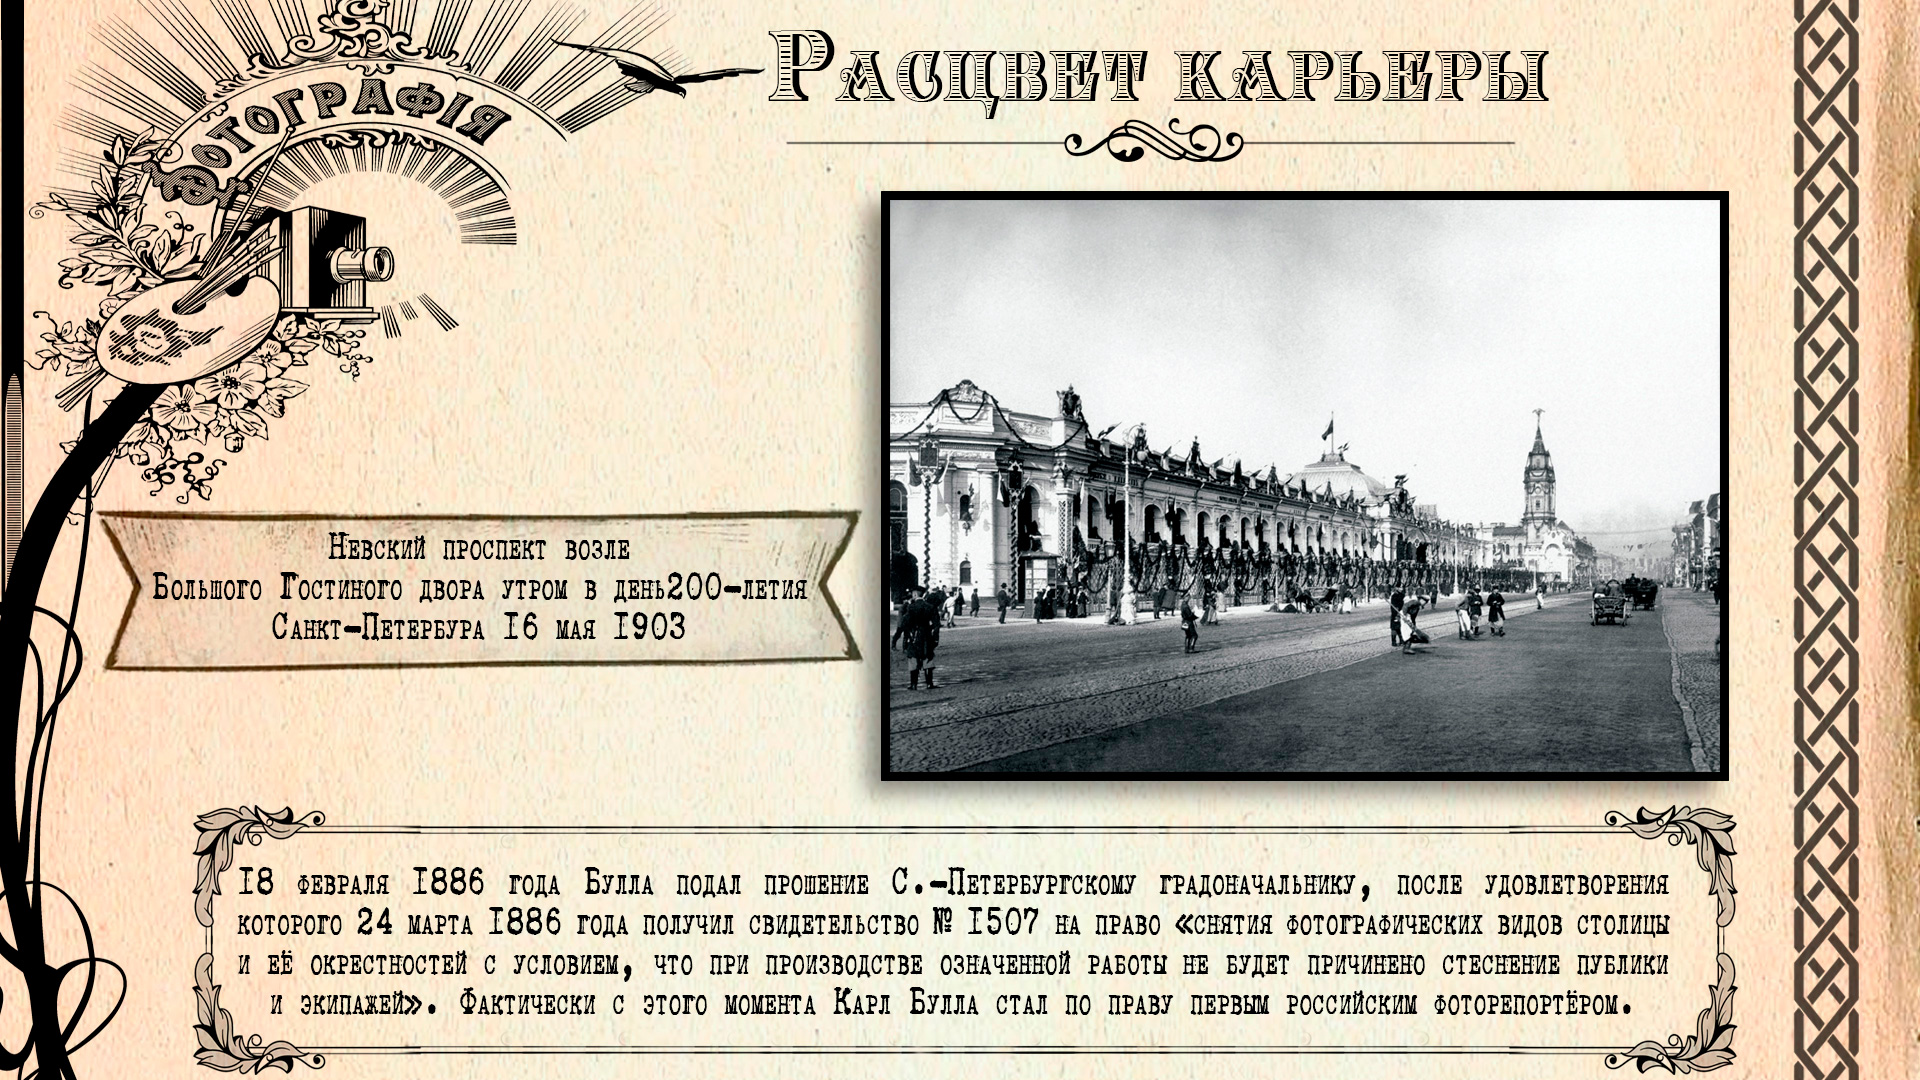 ФОТОГРАФІЯ
Расцвет карьеры
Невский проспект возле
Большого Гостиного двора утром в день200-летия
Санкт-Петербура 16 мая 1903
18 февраля 1886 года Булла подал прошение С.-Петербургскому градоначальнику, после удовлетворения
которого 24 марта 1886 года получил свидетельство № 1507 на право «снятия фотографических видов столицы
и её окрестностей с условием, что при производстве означенной работы не будет причинено стеснение публики
и экипажей». Фактически с этого момента Карл Булла стал по праву первым российским фоторепортёром.